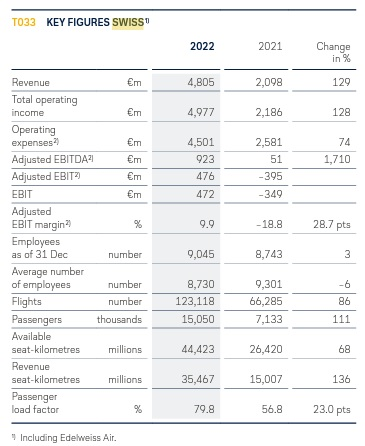 T033 KEY FIGURES SWISS¹⁾
2022 2021 Change
in %
Revenue €m 4,805 2,098 129
Total operating
income €m 4,977 2,186 128
Operating
expenses²⁾ €m 4,501 2,581 74
Adjusted EBITDA²⁾ €m 923 51 1,710
Adjusted EBIT²⁾ €m 476 -395
EBIT €m 472 -349
Adjusted
EBIT margin²⁾ % 9.9 -18.8 28.7 pts
Employees
as of 31 Dec number 9,045 8,743 3
Average number
of employees number 8,730 9,301 -6
Flights number 123,118 66,285 86
Passengers thousands 15,050 7,133 111
Available
seat-kilometres millions 44,423 26,420 68
Revenue
seat-kilometres millions 35,467 15,007 136
Passenger
load factor % 79.8 56.8 23.0 pts
¹⁾ Including Edelweiss Air.